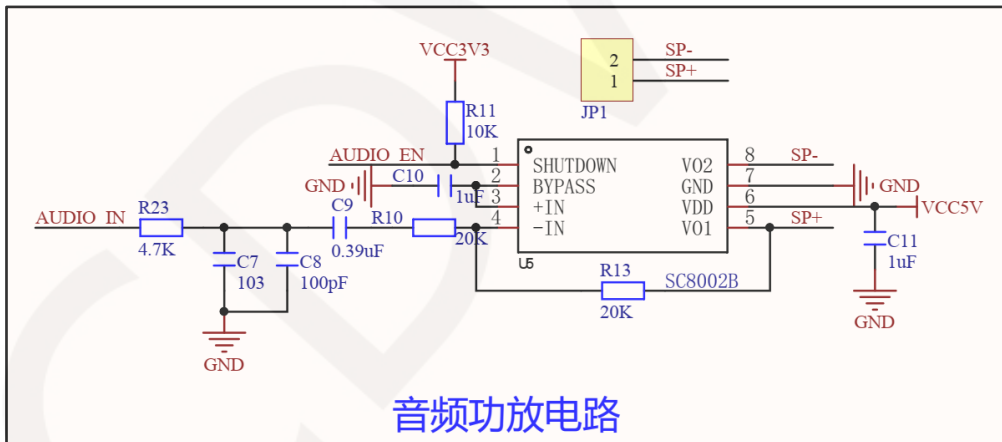 VCC3V3
SP-
SP+
2
1
JP1
R11
10K
AUDIO_EN
1
2
3
4
SHUTDOWN
BYPASS
+IN
-IN
VO2
GND
VDD
VO1
8
7
6
5
SP-
GND
VCC5V
SP+
C10
1uF
GND
AUDIO_IN
R23
4.7K
C9
0.39uF
R10
20K
C7
103
C8
100pF
GND
U5
SC8002B
R13
20K
C11
1uF
GND
音频功放电路